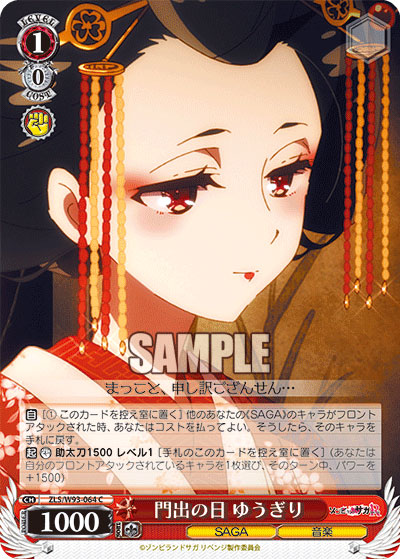 LEVEL
1
0
COST
SAMPLE
まっこと、申し訳ござんせん…
自 [① このカードを控え室に置く] 他のあなたの《SAGA》のキャラがフロント
アタックされた時、あなたはコストを払ってよい。そうしたら、そのキャラを
手札に戻す。
起 助太刀1500 レベル1 [手札のこのカードを控え室に置く] (あなたは
自分のフロントアタックされているキャラを1枚選び、そのターン中、パワーを
+1500)
CH ZLS/W93-064 C
1000
門出の日 ゆうぎり
SAGA
音楽
©ゾンビランドサガ リベンジ製作委員会